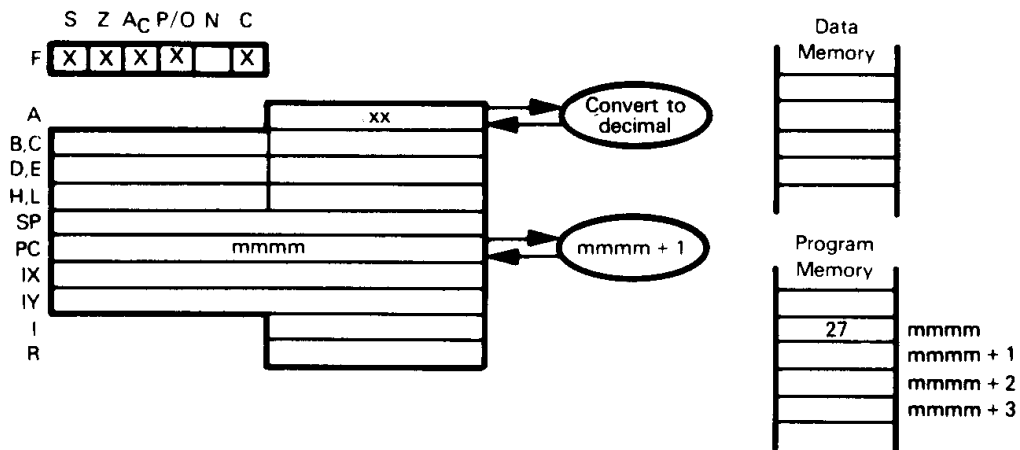 S Z AC P/O N C
F X X X X X
A xx
B,C
D,E
H,L
SP
PC mmmm
IX
IY
I
R
Convert to
decimal
mmmm + 1
Data
Memory
Program
Memory
27 mmmm
mmmm + 1
mmmm + 2
mmmm + 3